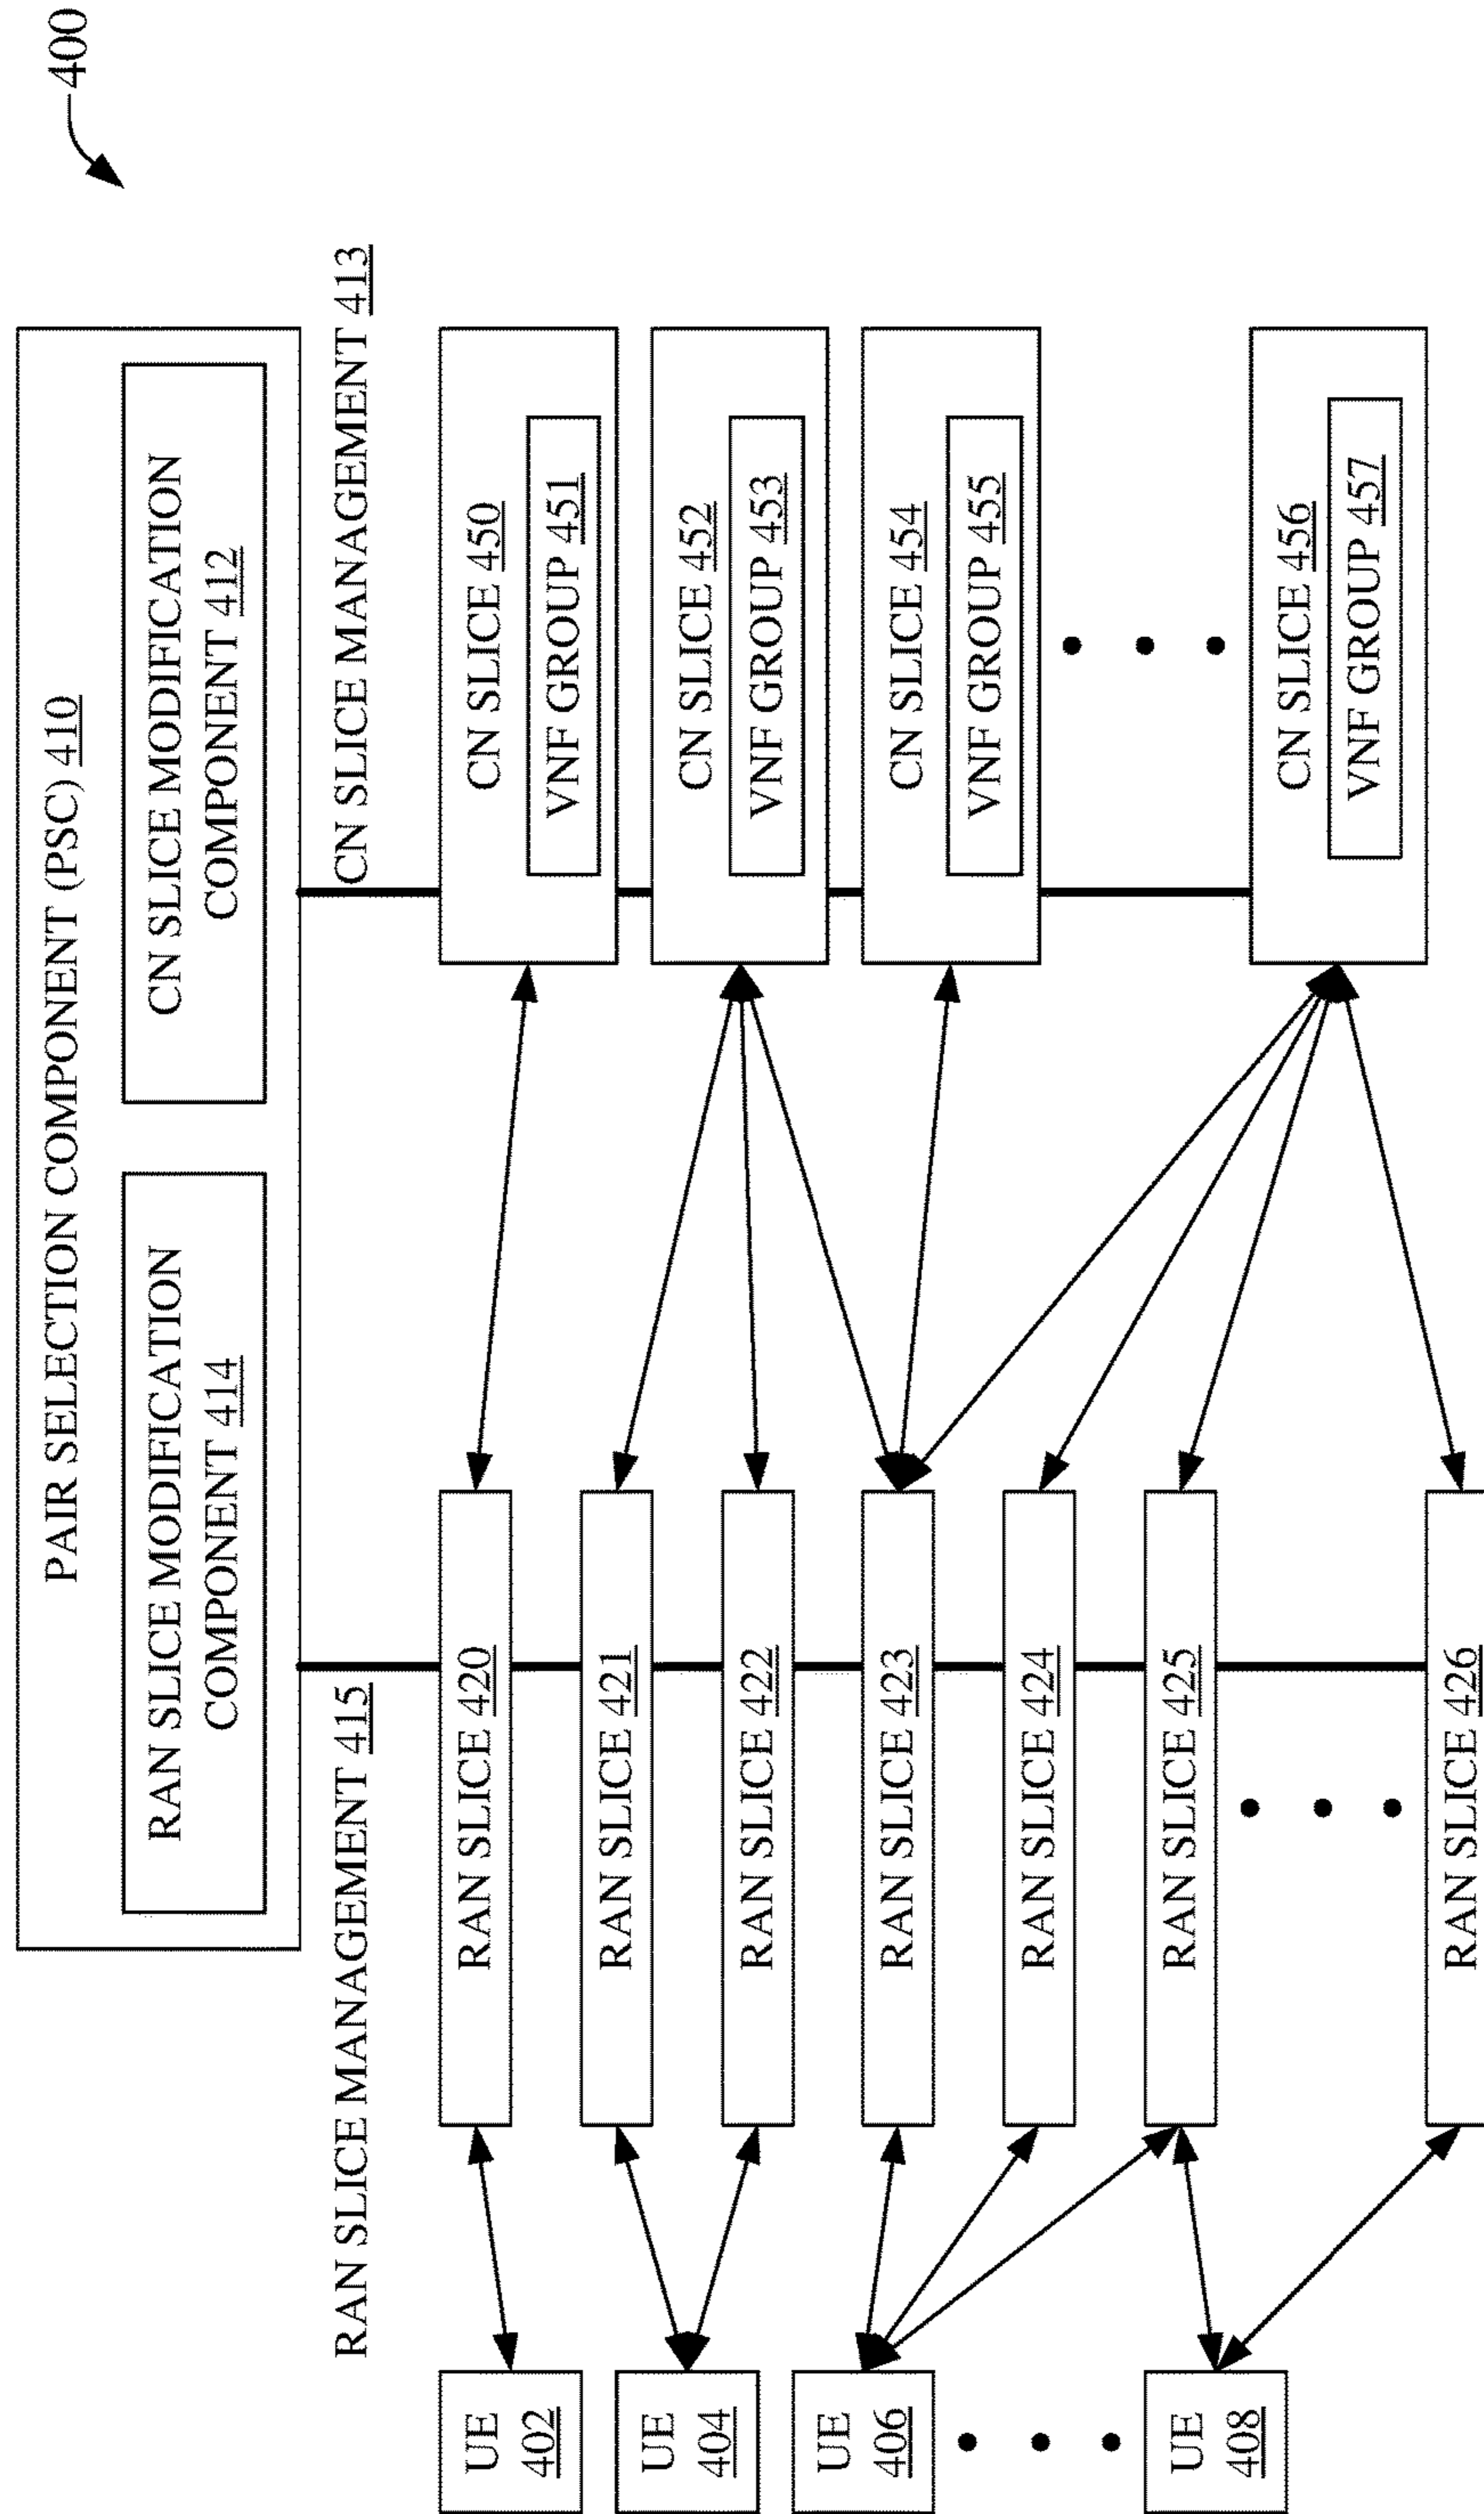 400
PAIR SELECTION COMPONENT (PSC) 410
RAN SLICE MODIFICATION
COMPONENT 414
CN SLICE MODIFICATION
COMPONENT 412
RAN SLICE MANAGEMENT 415
CN SLICE MANAGEMENT 413
UE
402
UE
404
UE
406
UE
408
RAN SLICE 420
RAN SLICE 421
RAN SLICE 422
RAN SLICE 423
RAN SLICE 424
RAN SLICE 425
RAN SLICE 426
CN SLICE 450
VNF GROUP 451
CN SLICE 452
VNF GROUP 453
CN SLICE 454
VNF GROUP 455
CN SLICE 456
VNF GROUP 457